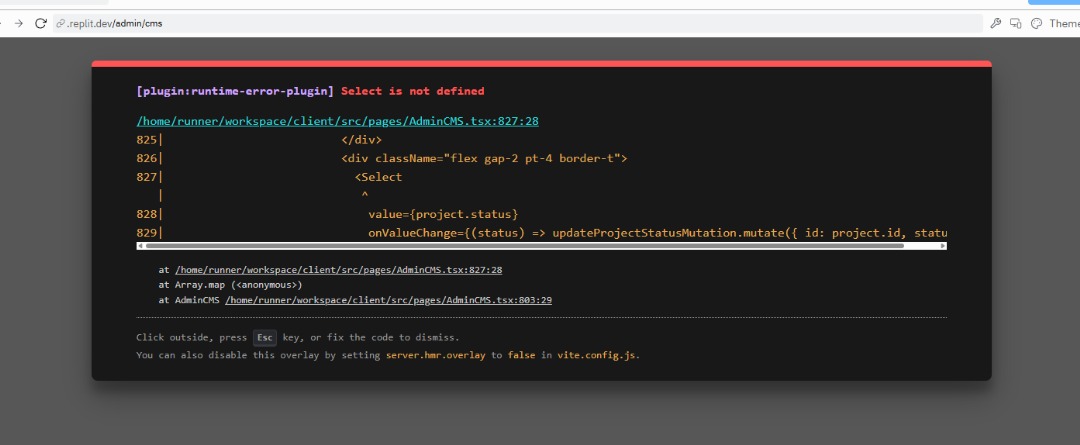 .replit.dev/admin/cms
Theme
[plugin:runtime-error-plugin] Select is not defined
/home/runner/workspace/client/src/pages/AdminCMS.tsx:827:28
825| </div>
826| <div className="flex gap-2 pt-4 border-t">
827| <Select
| ^
828| value={project.status}
829| onValueChange={(status) => updateProjectStatusMutation.mutate({ id: project.id, statu
at /home/runner/workspace/client/src/pages/AdminCMS.tsx:827:28
at Array.map (<anonymous>)
at AdminCMS /home/runner/workspace/client/src/pages/AdminCMS.tsx:803:29
Click outside, press Esc key, or fix the code to dismiss.
You can also disable this overlay by setting server.hmr.overlay to false in vite.config.js.